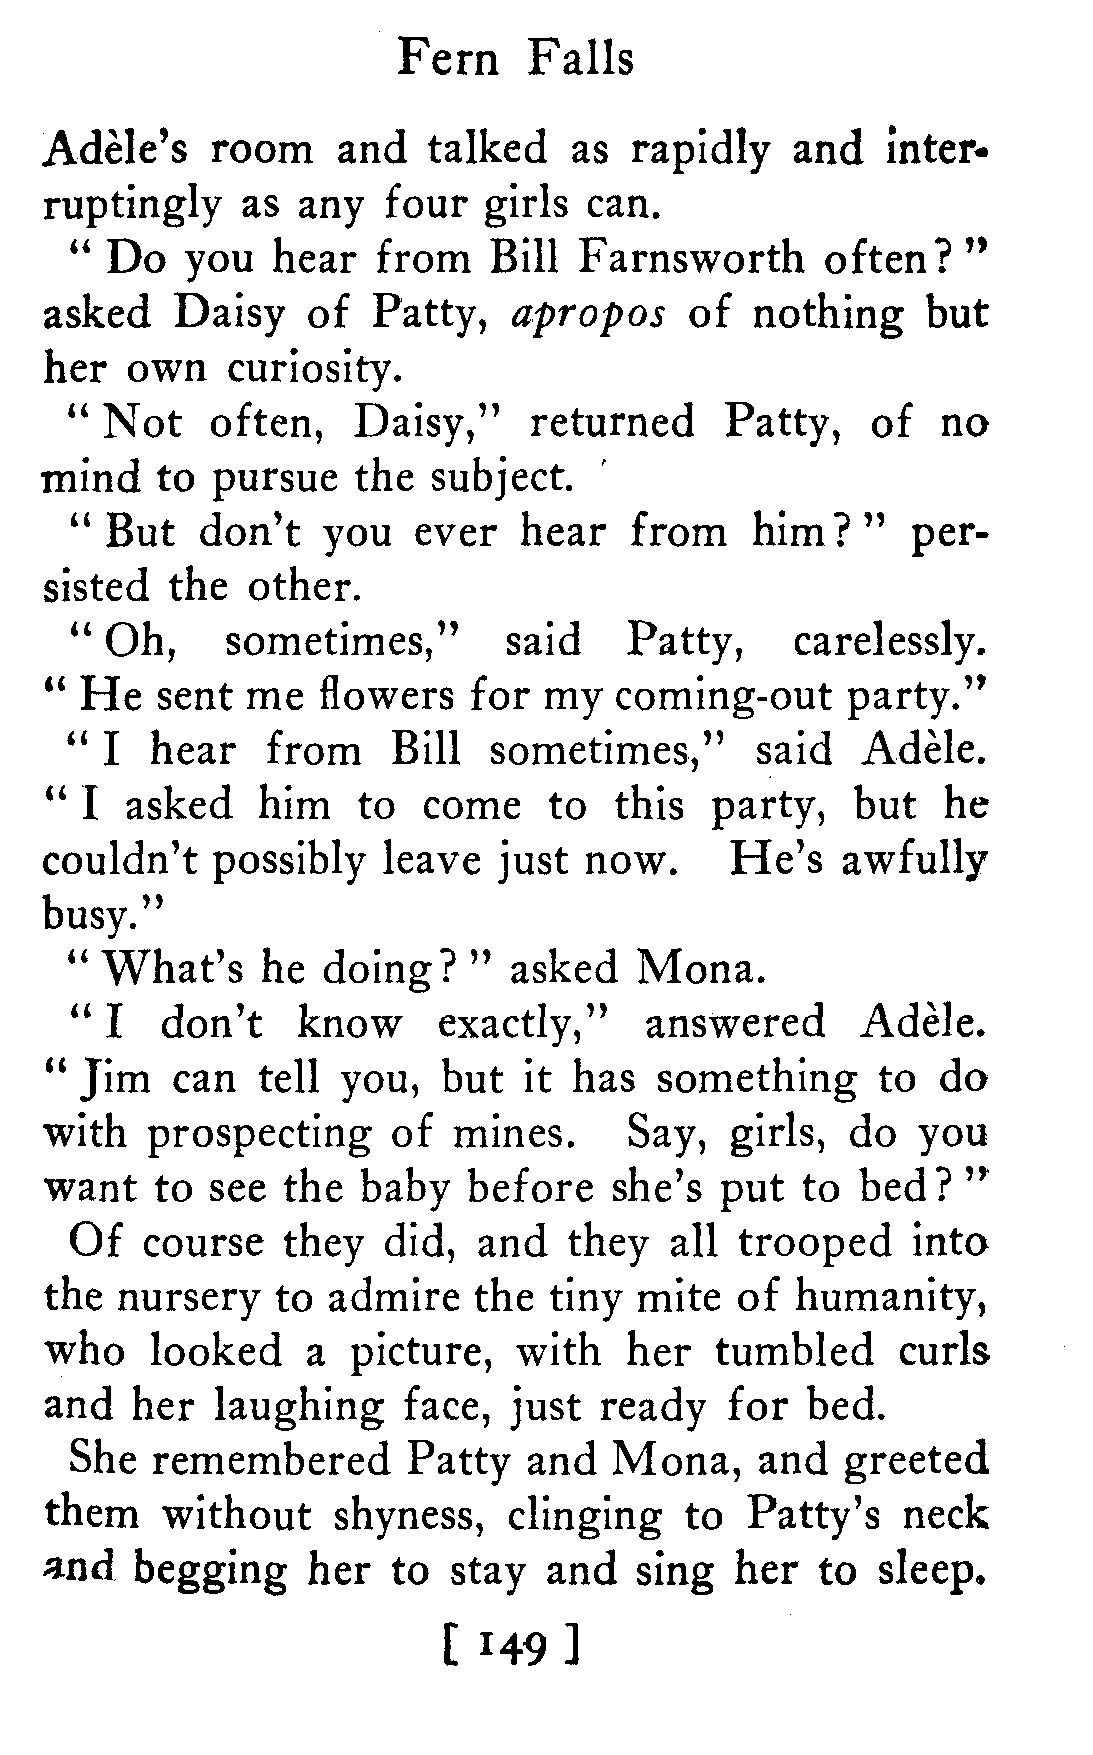 Fern Falls
Adèle's room and talked as rapidly and inter-
ruptingly as any four girls can.
" Do you hear from Bill Farnsworth often? "
asked Daisy of Patty, apropos of nothing but
her own curiosity.
" Not often, Daisy," returned Patty, of no
mind to pursue the subject.
" But don't you ever hear from him? " per-
sisted the other.
" Oh, sometimes," said Patty, carelessly.
" He sent me flowers for my coming-out party."
" I hear from Bill sometimes," said Adèle.
" I asked him to come to this party, but he
couldn't possibly leave just now. He's awfully
busy."
" What's he doing? " asked Mona.
" I don't know exactly," answered Adèle.
" Jim can tell you, but it has something to do
with prospecting of mines. Say, girls, do you
want to see the baby before she's put to bed? "
Of course they did, and they all trooped into
the nursery to admire the tiny mite of humanity,
who looked a picture, with her tumbled curls
and her laughing face, just ready for bed.
She remembered Patty and Mona, and greeted
them without shyness, clinging to Patty's neck
and begging her to stay and sing her to sleep.
[ 149 ]